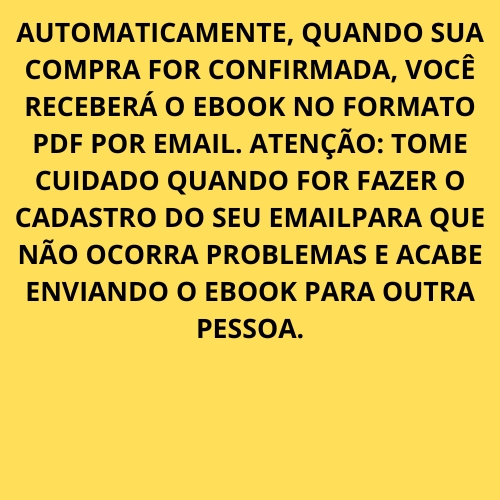 AUTOMATICAMENTE, QUANDO SUA
COMPRA FOR CONFIRMADA, VOCÊ
RECEBERÁ O EBOOK NO FORMATO
PDF POR EMAIL. ATENÇÃO: TOME
CUIDADO QUANDO FOR FAZER O
CADASTRO DO SEU EMAILPARA QUE
NÃO OCORRA PROBLEMAS E ACABE
ENVIANDO O EBOOK PARA OUTRA
PESSOA.